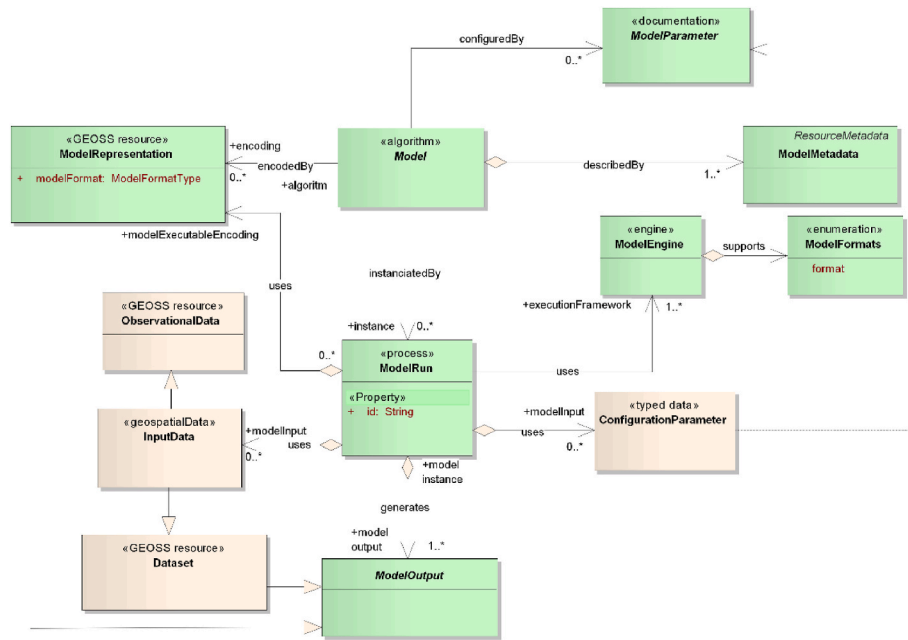 «documentation»
ModelParameter
configuredBy
0..*
«GEOSS resource»
ModelRepresentation
+ modelFormat: ModelFormatType
+encoding
encodedBy
0..*
+algoritm
«algorithm»
Model
describedBy
1..*
ResourceMetadata
ModelMetadata
+modelExecutableEncoding
uses
instanciatedBy
+instance
0..*
«engine»
ModelEngine
supports
«enumeration»
ModelFormats
format
+executionFramework
1..*
uses
«GEOSS resource»
ObservationalData
0..*
«process»
ModelRun
«Property»
+ id: String
«geospatialData»
InputData
+modelInput
uses
0..*
+modelInput
uses
0..*
«typed data»
ConfigurationParameter
+model
instance
generates
+model
output
1..*
«GEOSS resource»
Dataset
ModelOutput